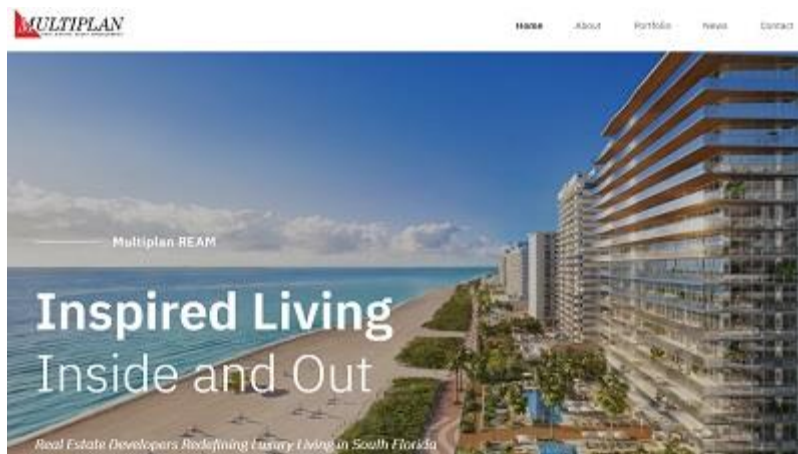 MULTIPLAN
Home About Portfolio News Contact
Multiplan REAM
Inspired Living
Inside and Out
Real Estate Developers Redefining Luxury Living in South Florida